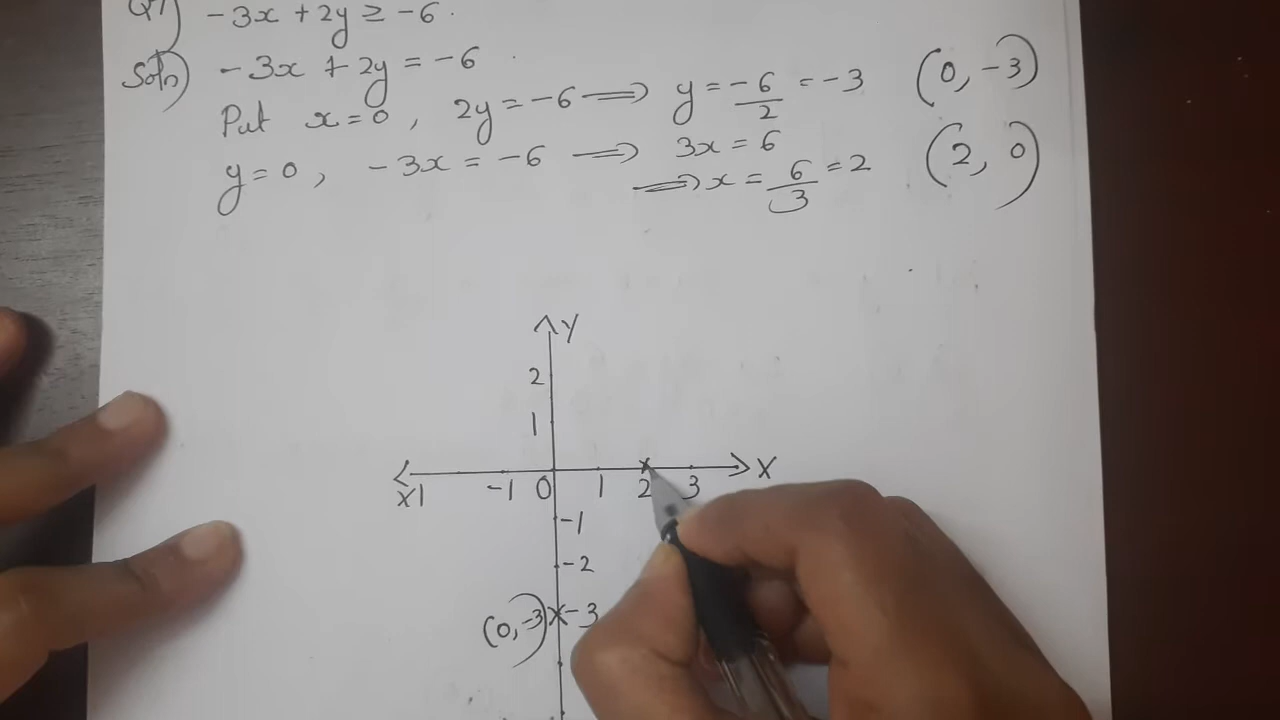 Q1) -3x + 2y ≥ -6.
Soln) -3x + 2y = -6
Put x = 0, 2y = -6 ⟹ y = -6/2 = -3 (0, -3)
y = 0, -3x = -6 ⟹ 3x = 6
⟹ x = 6/3 = 2 (2, 0)
Y
2
1
X1 -1 0 1 2 3 X
-1
-2
(0, -3) -3